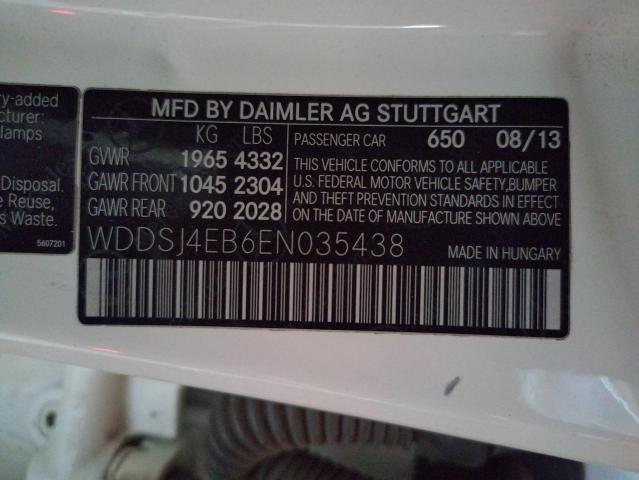 ry-added
cturer:
lamps
Disposal.
e Reuse,
s Waste.
5607201
MFD BY DAIMLER AG STUTTGART
KG LBS
GVWR 1965 4332
GAWR FRONT 1045 2304
GAWR REAR 920 2028
PASSENGER CAR 650 08/13
THIS VEHICLE CONFORMS TO ALL APPLICABLE
U.S. FEDERAL MOTOR VEHICLE SAFETY,BUMPER
AND THEFT PREVENTION STANDARDS IN EFFECT
ON THE DATE OF MANUFACTURE SHOWN ABOVE
WDDSJ4EB6EN035438
MADE IN HUNGARY